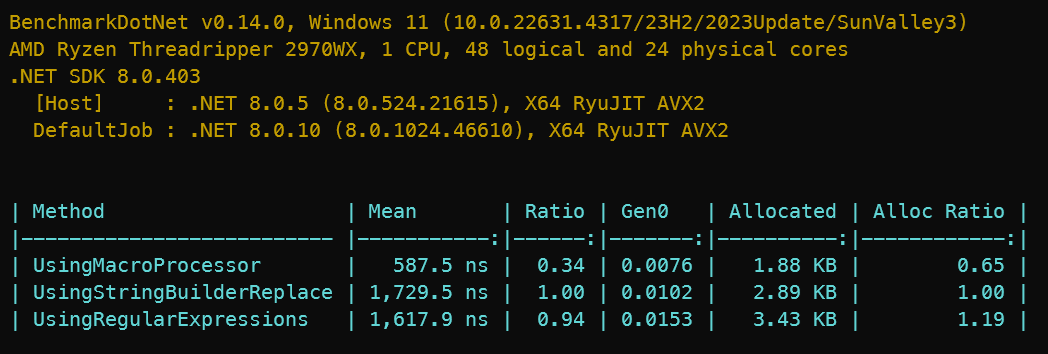 BenchmarkDotNet v0.14.0, Windows 11 (10.0.22631.4317/23H2/2023Update/SunValley3)
AMD Ryzen Threadripper 2970WX, 1 CPU, 48 logical and 24 physical cores
.NET SDK 8.0.403
  [Host]     : .NET 8.0.5 (8.0.524.21615), X64 RyuJIT AVX2
  DefaultJob : .NET 8.0.10 (8.0.1024.46610), X64 RyuJIT AVX2
| Method                    | Mean       | Ratio | Gen0   | Allocated | Alloc Ratio |
|-------------------------- |-----------:|------:|-------:|----------:|------------:|
| UsingMacroProcessor       |   587.5 ns |  0.34 | 0.0076 |   1.88 KB |        0.65 |
| UsingStringBuilderReplace | 1,729.5 ns |  1.00 | 0.0102 |   2.89 KB |        1.00 |
| UsingRegularExpressions   | 1,617.9 ns |  0.94 | 0.0153 |   3.43 KB |        1.19 |